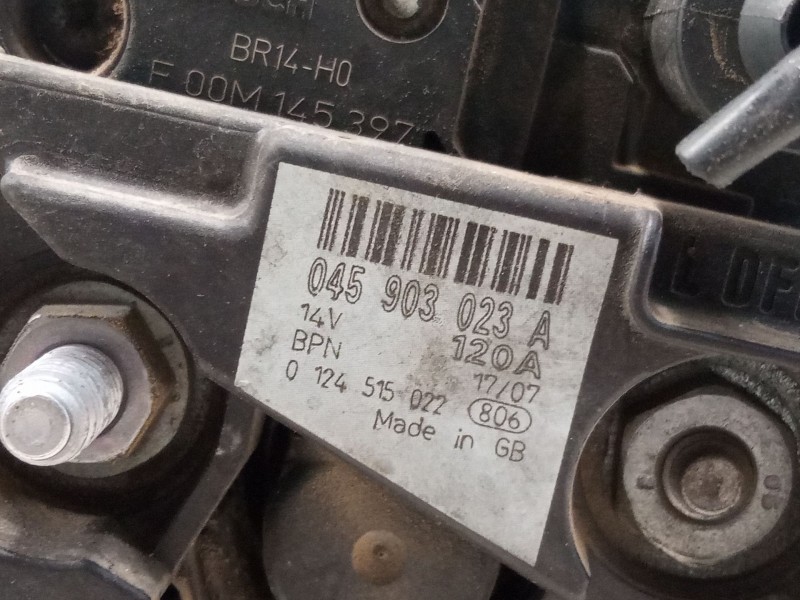 BR14-H0
F 00M 145 397
045 903 023 A
14V 120A
BPN 17/07
0 124 515 022 806
Made in GB